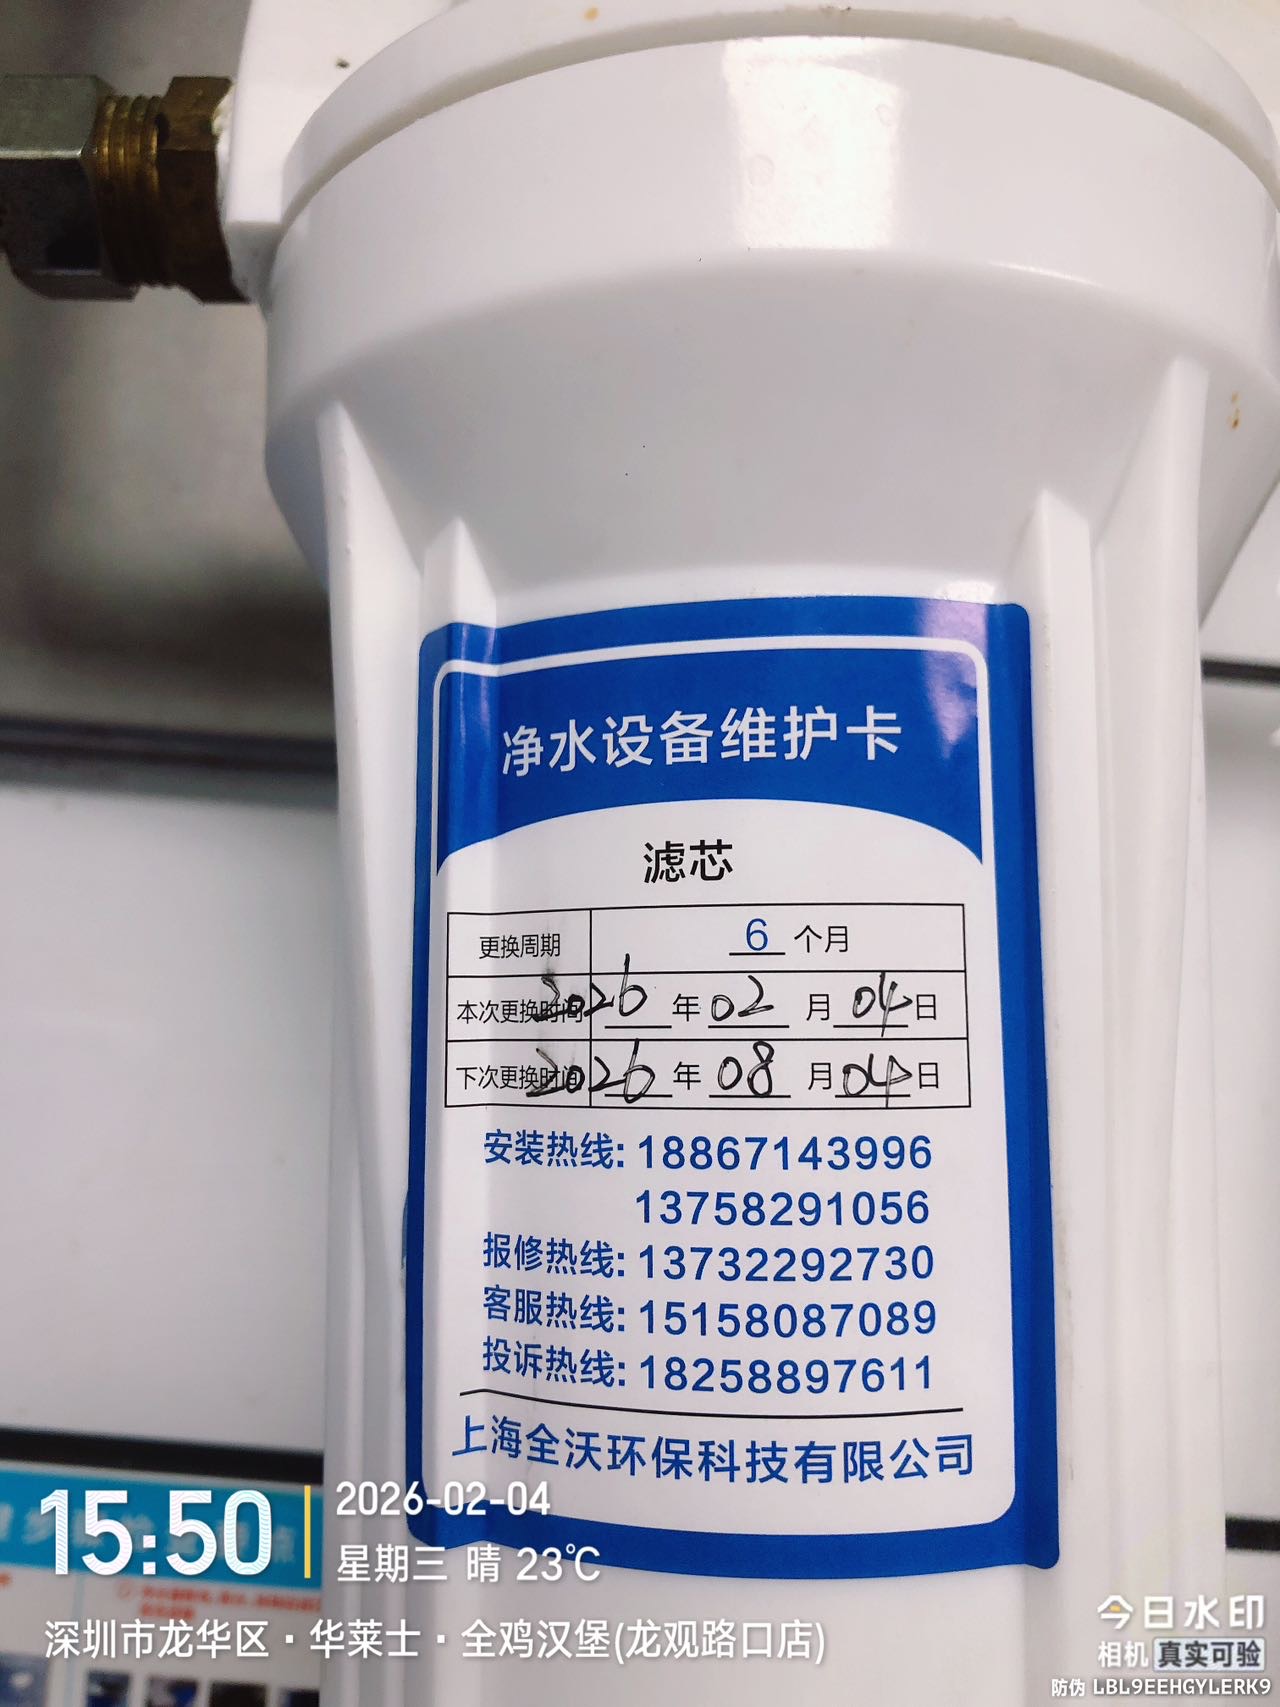 净水设备维护卡
滤芯
更换周期 6 个月
本次更换时间 2026 年 02 月 04 日
下次更换时间 2026 年 08 月 04 日
安装热线: 18867143996
13758291056
报修热线: 13732292730
客服热线: 15158087089
投诉热线: 18258897611
上海全沃环保科技有限公司
15:50
2026-02-04
星期三 晴 23℃
深圳市龙华区·华莱士·全鸡汉堡(龙观路口店)
今日水印
相机 真实可验
防伪 LBL9EEHGYLERK9